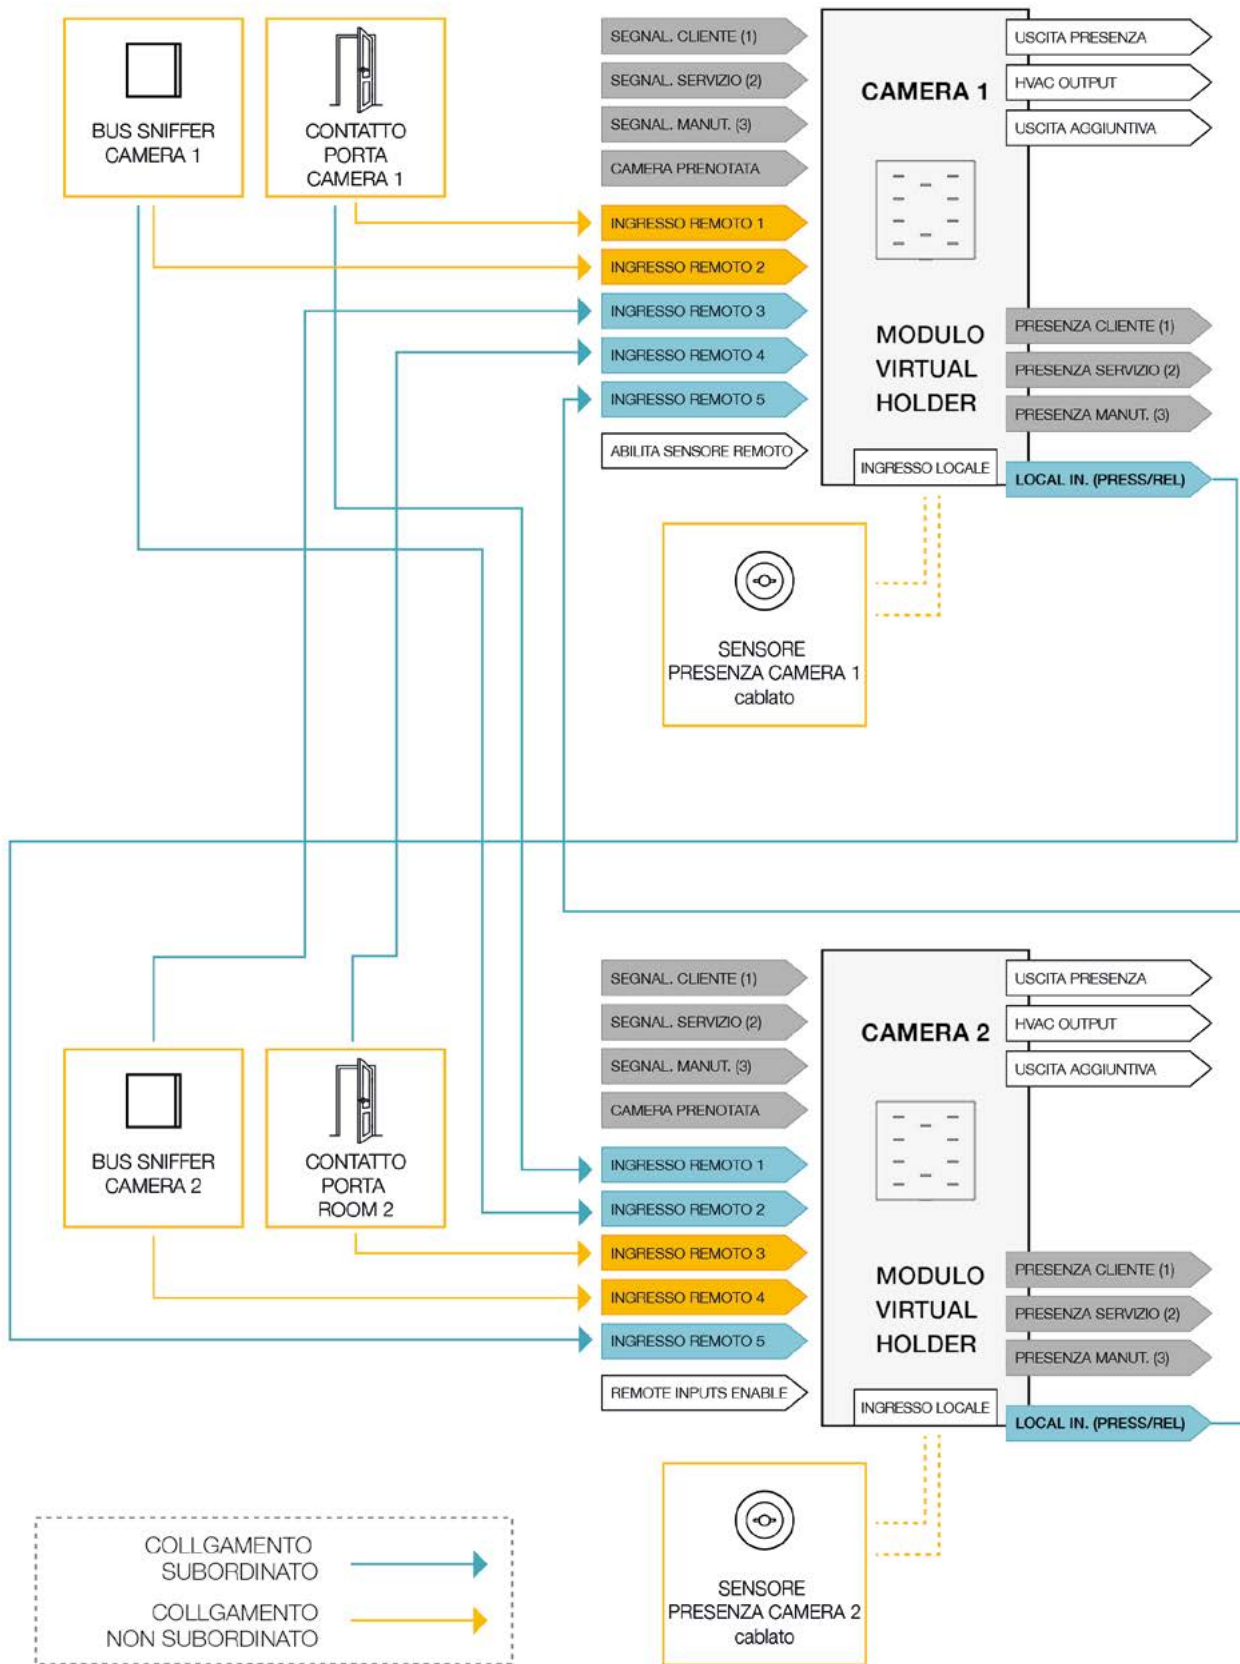 BUS SNIFFER
CAMERA 1
CONTATTO
PORTA
CAMERA 1
SEGNAL. CLIENTE (1)
SEGNAL. SERVIZIO (2)
SEGNAL. MANUT. (3)
CAMERA PRENOTATA
INGRESSO REMOTO 1
INGRESSO REMOTO 2
INGRESSO REMOTO 3
INGRESSO REMOTO 4
INGRESSO REMOTO 5
ABILITA SENSORE REMOTO
CAMERA 1
MODULO
VIRTUAL
HOLDER
INGRESSO LOCALE
USCITA PRESENZA
HVAC OUTPUT
USCITA AGGIUNTIVA
PRESENZA CLIENTE (1)
PRESENZA SERVIZIO (2)
PRESENZA MANUT. (3)
LOCAL IN. (PRESS/REL)
SENSORE
PRESENZA CAMERA 1
cablato
BUS SNIFFER
CAMERA 2
CONTATTO
PORTA
ROOM 2
SEGNAL. CLIENTE (1)
SEGNAL. SERVIZIO (2)
SEGNAL. MANUT. (3)
CAMERA PRENOTATA
INGRESSO REMOTO 1
INGRESSO REMOTO 2
INGRESSO REMOTO 3
INGRESSO REMOTO 4
INGRESSO REMOTO 5
REMOTE INPUTS ENABLE
CAMERA 2
MODULO
VIRTUAL
HOLDER
INGRESSO LOCALE
USCITA PRESENZA
HVAC OUTPUT
USCITA AGGIUNTIVA
PRESENZA CLIENTE (1)
PRESENZA SERVIZIO (2)
PRESENZA MANUT. (3)
LOCAL IN. (PRESS/REL)
SENSORE
PRESENZA CAMERA 2
cablato
COLLGAMENTO
SUBORDINATO
COLLGAMENTO
NON SUBORDINATO